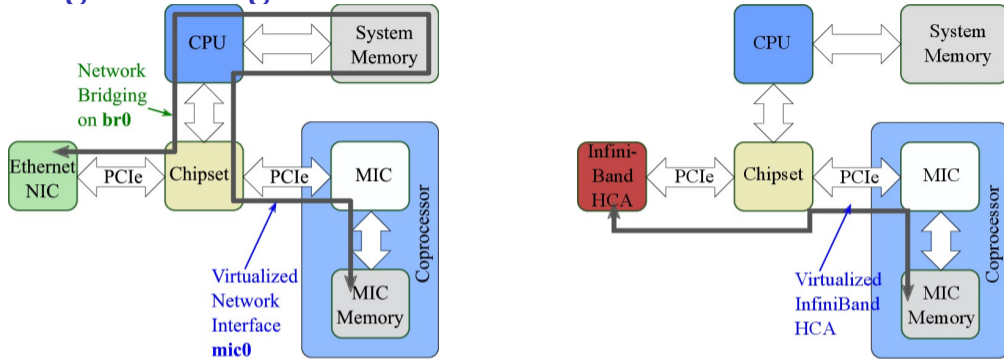 CPU
System
Memory
Network
Bridging
on br0
Ethernet
NIC
PCIe
Chipset
PCIe
MIC
Coprocessor
Virtualized
Network
Interface
mic0
MIC
Memory
CPU
System
Memory
Infini-
Band
HCA
PCIe
Chipset
PCIe
MIC
Coprocessor
Virtualized
InfiniBand
HCA
MIC
Memory